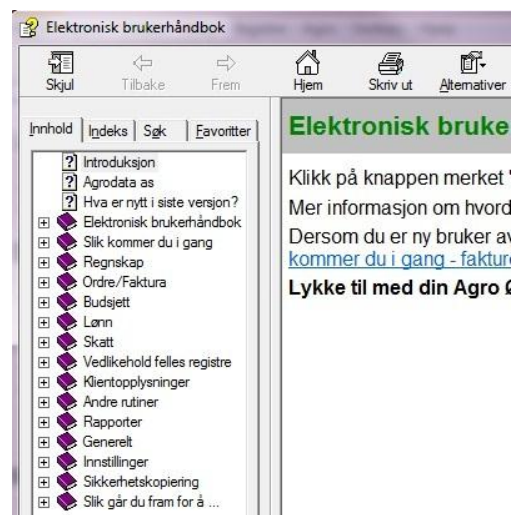 Elektronisk brukerhåndbok
Skjul
Tilbake
Frem
Hjem
Skriv ut
Alternativer
Innhold
Indeks
Søk
Favoritter
Introduksjon
Agrodata as
Hva er nytt i siste versjon?
Elektronisk brukerhåndbok
Slik kommer du i gang
Regnskap
Ordre/Faktura
Budsjett
Lønn
Skatt
Vedlikehold felles registre
Klientopplysninger
Andre rutiner
Rapporter
Generelt
Innstillinger
Sikkerhetskopiering
Slik går du fram for å ...
Elektronisk bruke
Klikk på knappen merket "
Mer informasjon om hvord
Dersom du er ny bruker av
kommer du i gang - fakture
Lykke til med din Agro Ø